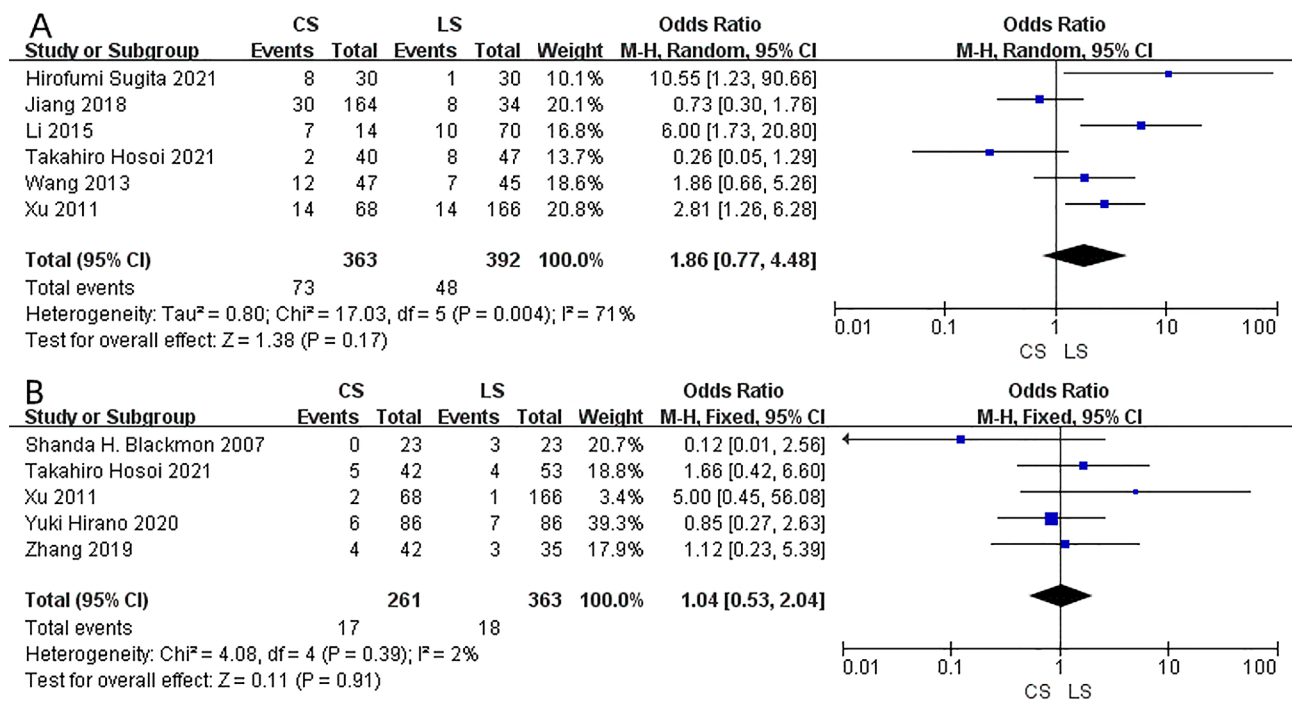 A
CS LS Odds Ratio Odds Ratio
Study or Subgroup Events Total Events Total Weight M-H, Random, 95% CI M-H, Random, 95% CI
Hirofumi Sugita 2021 8 30 1 30 10.1% 10.55 [1.23, 90.66]
Jiang 2018 30 164 8 34 20.1% 0.73 [0.30, 1.76]
Li 2015 7 14 10 70 16.8% 6.00 [1.73, 20.80]
Takahiro Hosoi 2021 2 40 8 47 13.7% 0.26 [0.05, 1.29]
Wang 2013 12 47 7 45 18.6% 1.86 [0.66, 5.26]
Xu 2011 14 68 14 166 20.8% 2.81 [1.26, 6.28]
Total (95% CI) 363 392 100.0% 1.86 [0.77, 4.48]
Total events 73 48
Heterogeneity: Tau² = 0.80; Chi² = 17.03, df = 5 (P = 0.004); I² = 71%
Test for overall effect: Z = 1.38 (P = 0.17)
0.01 0.1 1 10 100
CS LS
B
CS LS Odds Ratio Odds Ratio
Study or Subgroup Events Total Events Total Weight M-H, Fixed, 95% CI M-H, Fixed, 95% CI
Shanda H. Blackmon 2007 0 23 3 23 20.7% 0.12 [0.01, 2.56]
Takahiro Hosoi 2021 5 42 4 53 18.8% 1.66 [0.42, 6.60]
Xu 2011 2 68 1 166 3.4% 5.00 [0.45, 56.08]
Yuki Hirano 2020 6 86 7 86 39.3% 0.85 [0.27, 2.63]
Zhang 2019 4 42 3 35 17.9% 1.12 [0.23, 5.39]
Total (95% CI) 261 363 100.0% 1.04 [0.53, 2.04]
Total events 17 18
Heterogeneity: Chi² = 4.08, df = 4 (P = 0.39); I² = 2%
Test for overall effect: Z = 0.11 (P = 0.91)
0.01 0.1 1 10 100
CS LS